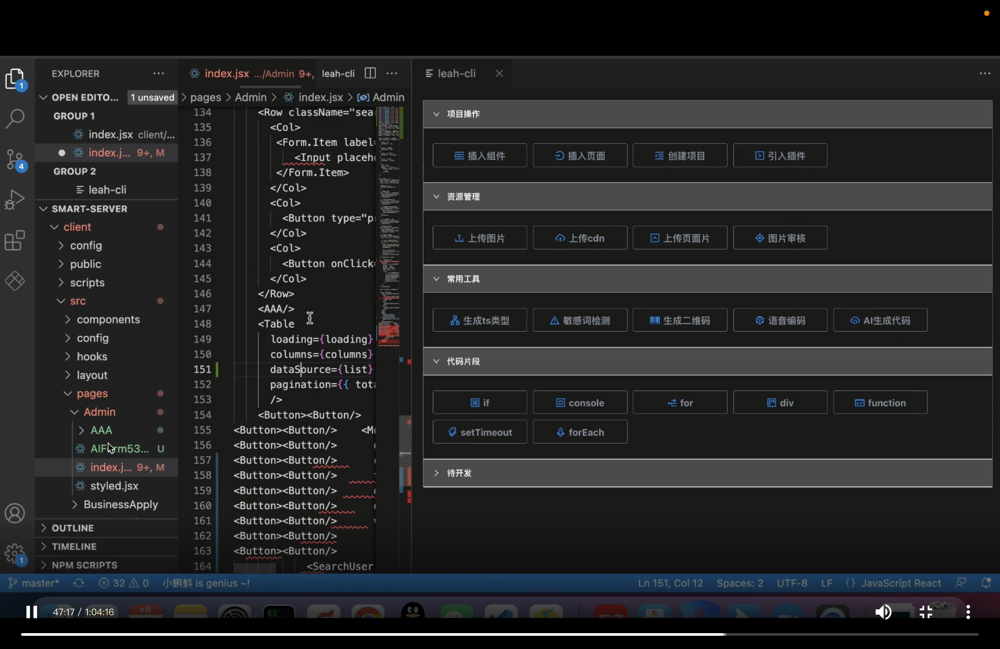 EXPLORER
OPEN EDITO...
1 unsaved
GROUP 1
index.jsx client/...
index.j... 9+, M
GROUP 2
leah-cli
SMART-SERVER
client
config
public
scripts
src
components
config
hooks
layout
pages
Admin
AAA
AIF rm53... U
index.j... 9+, M
styled.jsx
BusinessApply
OUTLINE
TIMELINE
NPM SCRIPTS
index.jsx .../Admin 9+,
leah-cli
pages > Admin > index.jsx > Admin
134 <Row className="sea
135 <Col>
136 <Form.Item label=
137 <Input placeho
138 </Form.Item>
139 </Col>
140 <Col>
141 <Button type="p
142 </Col>
143 <Col>
144 <Button onClick=
145 </Col>
146 </Row>
147 <AAA/>
148 <Table
149 loading={loading}
150 columns={columns}
151 dataSource={list}
152 pagination={{ tota
153 />
154 <Button><Button/>
155 <Button><Button/> <Mo
156 <Button><Button/>
157 <Button><Button/>
158 <Button><Button/>
159 <Button><Button/>
160 <Button><Button/>
161 <Button><Button/>
162 <Button><Button/>
163 <Button><Button/>
164 <SearchUser
leah-cli
项目操作
插入组件 插入页面 创建项目 引入插件
资源管理
上传图片 上传cdn 上传页面片 图片审核
常用工具
生成ts类型 敏感词检测 生成二维码 语音编码 AI生成代码
代码片段
if console for div function
setTimeout forEach
待开发
master* 32 0 小蝌蚪 is genius ~!
Ln 151, Col 12 Spaces: 2 UTF-8 LF {} JavaScript React
8月
47:17 / 1:04:16